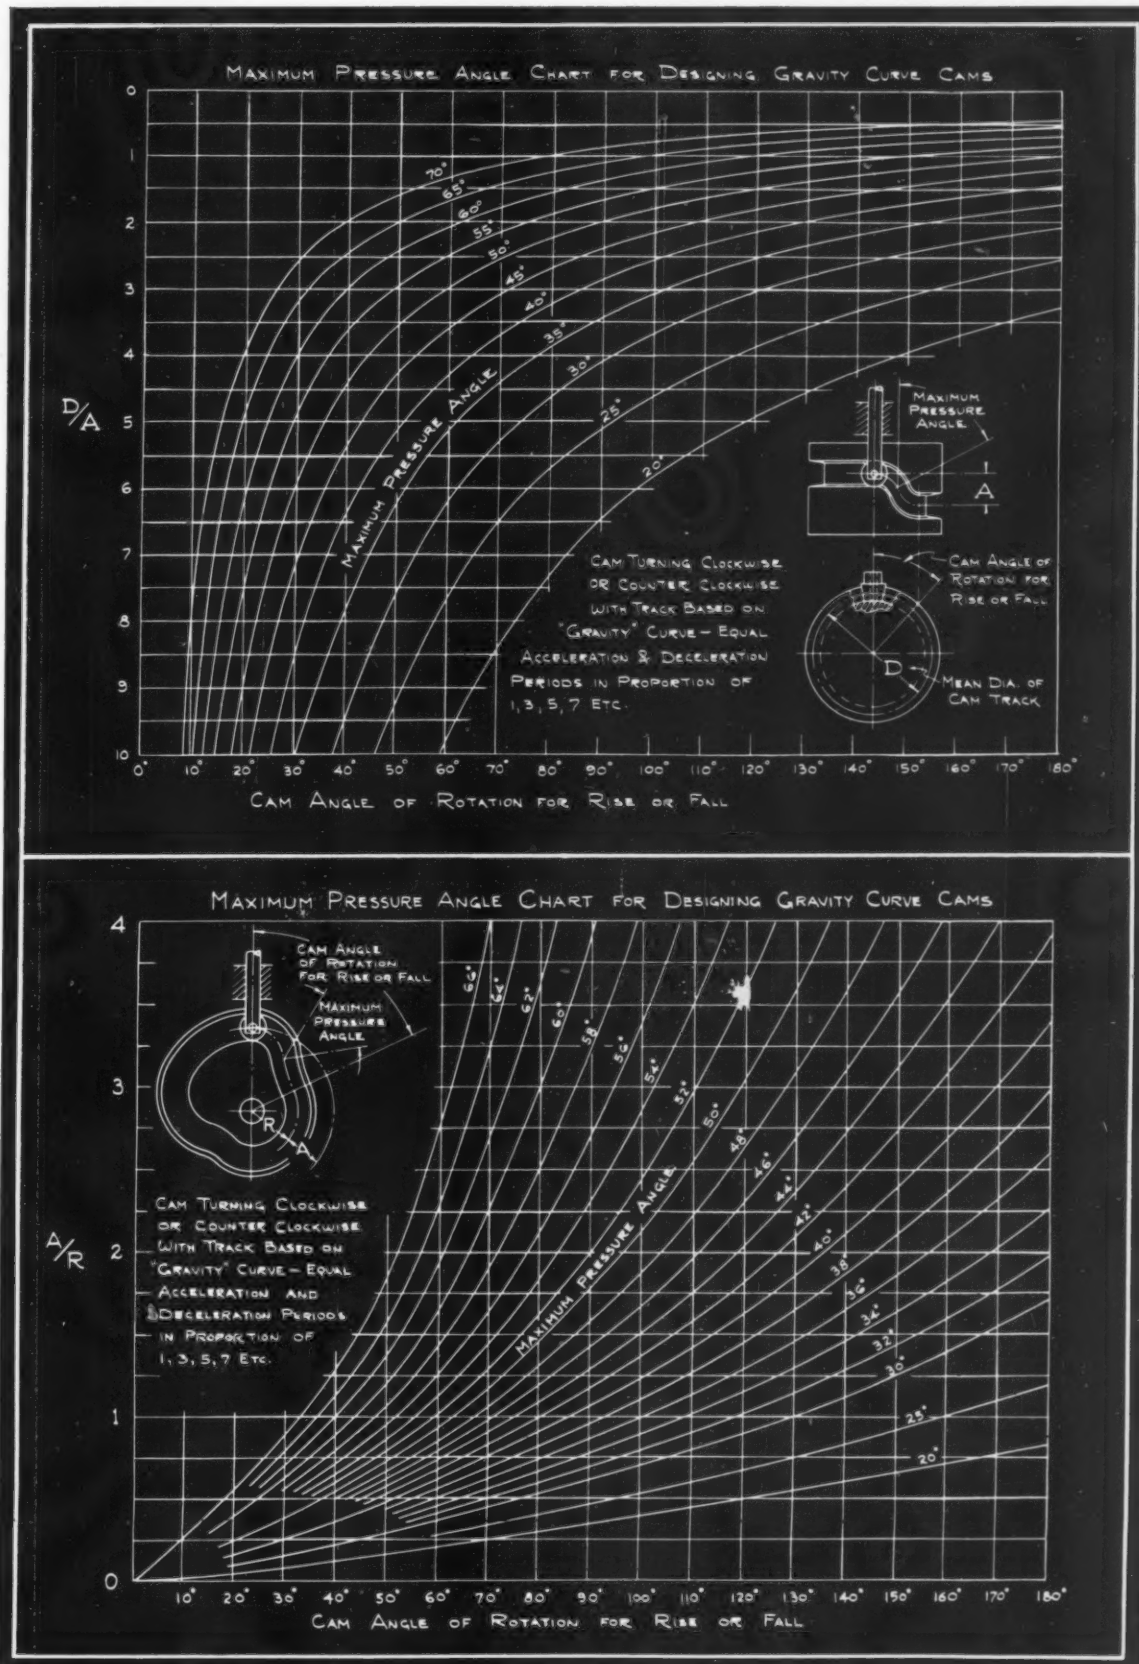 MAXIMUM PRESSURE ANGLE CHART FOR DESIGNING GRAVITY CURVE CAMS
0
1
2
3
4
5
6
7
8
9
10
D/A
70°
65°
60°
55°
50°
45°
40°
35°
30°
25°
20°
MAXIMUM PRESSURE ANGLE
MAXIMUM
PRESSURE
ANGLE
A
CAM ANGLE OF
ROTATION FOR
RISE OR FALL
D
MEAN DIA. OF
CAM TRACK
CAM TURNING CLOCKWISE
OR COUNTER CLOCKWISE
WITH TRACK BASED ON
"GRAVITY" CURVE – EQUAL
ACCELERATION & DECELERATION
PERIODS IN PROPORTION OF
1, 3, 5, 7 ETC.
0° 10° 20° 30° 40° 50° 60° 70° 80° 90° 100° 110° 120° 130° 140° 150° 160° 170° 180°
CAM ANGLE OF ROTATION FOR RISE OR FALL
MAXIMUM PRESSURE ANGLE CHART FOR DESIGNING GRAVITY CURVE CAMS
4
3
2
1
0
A/R
CAM ANGLE
OF ROTATION
FOR RISE OR FALL
MAXIMUM
PRESSURE
ANGLE
R
A
CAM TURNING CLOCKWISE
OR COUNTER CLOCKWISE
WITH TRACK BASED ON
"GRAVITY" CURVE – EQUAL
ACCELERATION AND
DECELERATION PERIODS
IN PROPORTION OF
1, 3, 5, 7 ETC.
66°
64°
62°
60°
58°
56°
54°
52°
50°
48°
46°
44°
42°
40°
38°
36°
34°
32°
30°
25°
20°
MAXIMUM PRESSURE ANGLE
10° 20° 30° 40° 50° 60° 70° 80° 90° 100° 110° 120° 130° 140° 150° 160° 170° 180°
CAM ANGLE OF ROTATION FOR RISE OR FALL